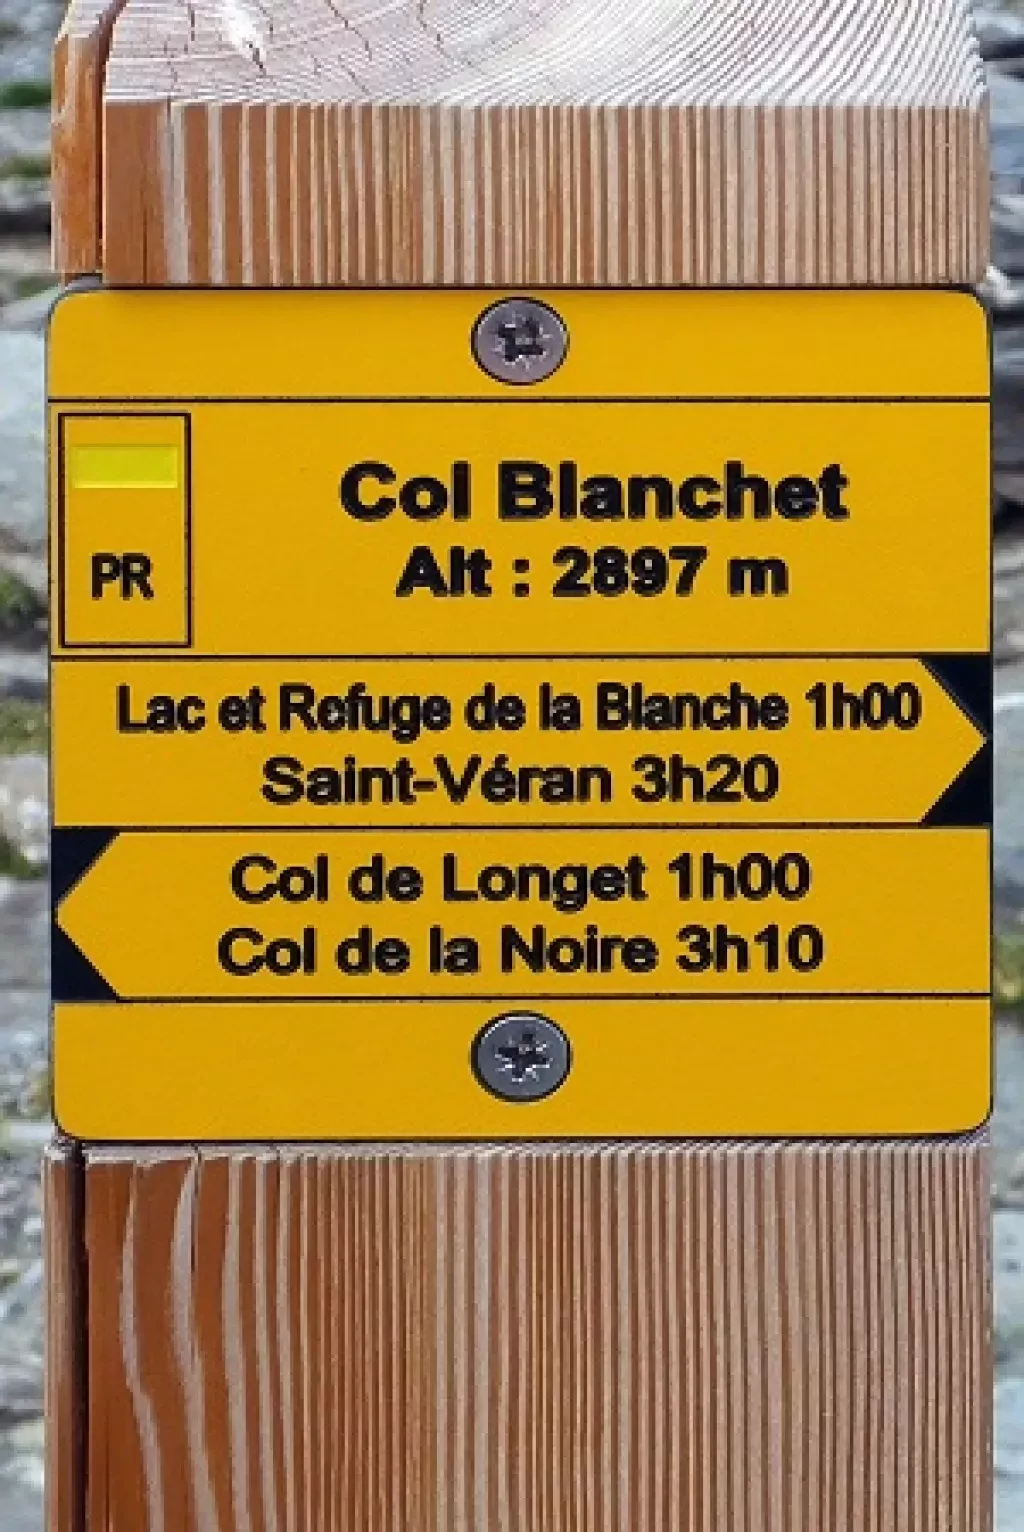 Col Blanchet
Alt : 2897 m
PR
Lac et Refuge de la Blanche 1h00
Saint-Véran 3h20
Col de Longet 1h00
Col de la Noire 3h10